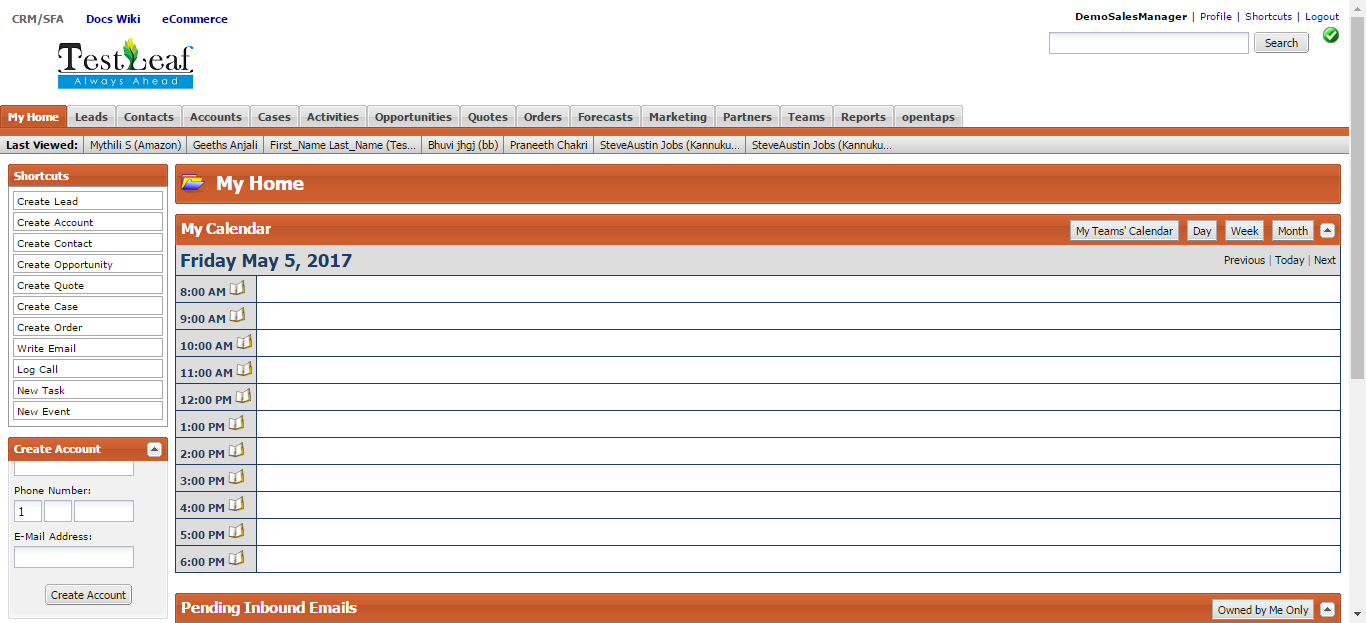 CRM/SFA Docs Wiki eCommerce
DemoSalesManager | Profile | Shortcuts | Logout
Search
TestLeaf
Always Ahead
My Home Leads Contacts Accounts Cases Activities Opportunities Quotes Orders Forecasts Marketing Partners Teams Reports opentaps
Last Viewed: Mythili S (Amazon) Geeths Anjali First_Name Last_Name (Tes... Bhuvi jhgj (bb) Praneeth Chakri SteveAustin Jobs (Kannuku... SteveAustin Jobs (Kannuku...
Shortcuts
Create Lead
Create Account
Create Contact
Create Opportunity
Create Quote
Create Case
Create Order
Write Email
Log Call
New Task
New Event
Create Account
Phone Number:
1
E-Mail Address:
Create Account
My Home
My Calendar
My Teams' Calendar Day Week Month
Friday May 5, 2017
Previous | Today | Next
8:00 AM
9:00 AM
10:00 AM
11:00 AM
12:00 PM
1:00 PM
2:00 PM
3:00 PM
4:00 PM
5:00 PM
6:00 PM
Pending Inbound Emails
Owned by Me Only